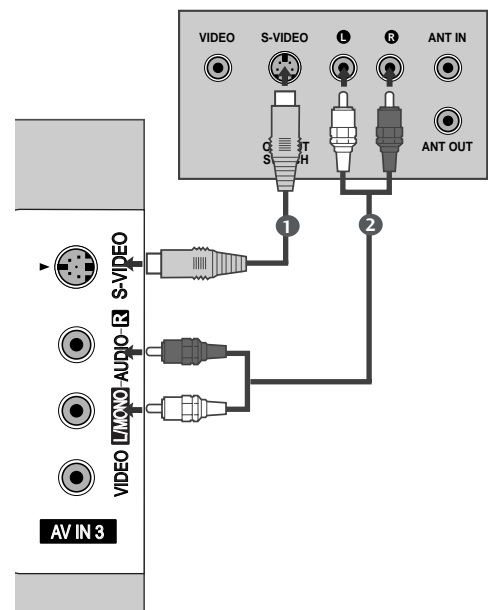 VIDEO S-VIDEO L R ANT IN
ANT OUT
1 2
S-VIDEO
AUDIO R
L/MONO
VIDEO
AV IN 3